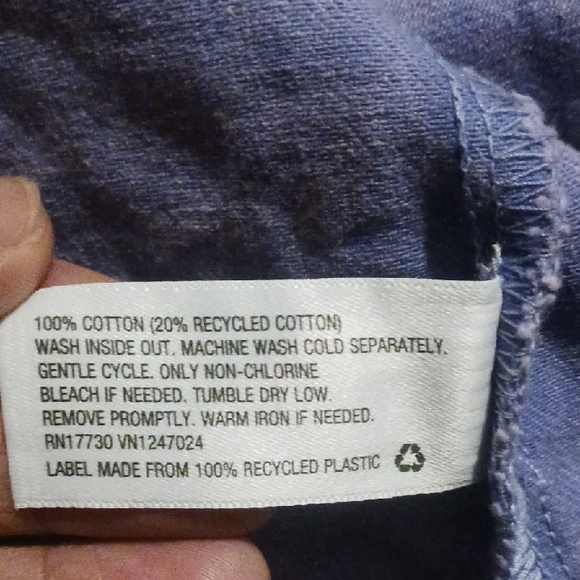 100% COTTON (20% RECYCLED COTTON)
WASH INSIDE OUT. MACHINE WASH COLD SEPARATELY.
GENTLE CYCLE. ONLY NON-CHLORINE
BLEACH IF NEEDED. TUMBLE DRY LOW.
REMOVE PROMPTLY. WARM IRON IF NEEDED.
RN17730 VN1247024
LABEL MADE FROM 100% RECYCLED PLASTIC